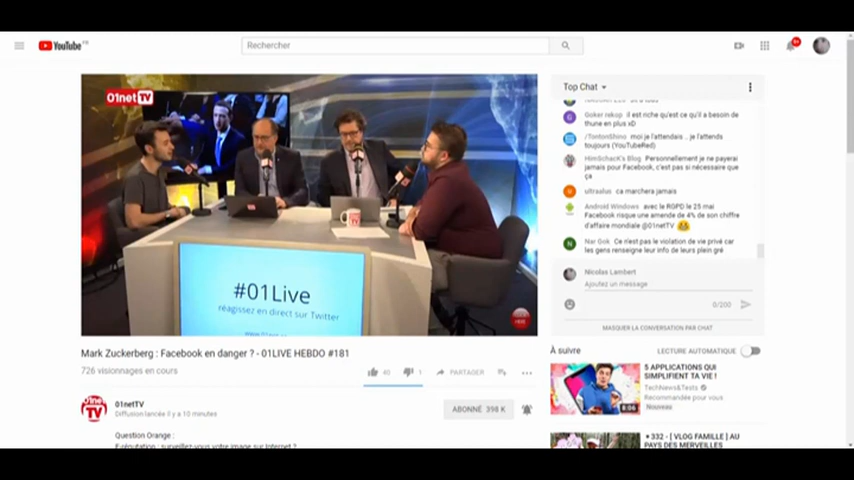 YouTube FR
Rechercher
9+
01netTV
TV
#01Live
réagissez en direct sur Twitter
Top Chat
Goker rskop il est riche qu'est ce qu'il a besoin de
thune en plus xD
/TontonShino moi je l'attendais .. je l'attends
toujours (YouTubeRed)
HimSchack's Blog Personnellement je ne payerai
jamais pour Facebook, c'est pas si nécessaire que
ça
ultraalus ca marchera jamais
Android Windows avec le RGPD le 25 mai
Facebook risque une amende de 4% de son chiffre
d'affaire mondiale @01netTV
Nar Gok Ce n'est pas le violation de vie privé car
les gens renseigne leur info de leurs plein gré
Nicolas Lambert
Ajoutez un message
0/200
MASQUER LA CONVERSATION PAR CHAT
Mark Zuckerberg : Facebook en danger ? - 01LIVE HEBDO #181
726 visionnages en cours
40
1
PARTAGER
01netTV
Diffusion lancée il y a 10 minutes
ABONNÉ 398 K
Question Orange :
E-réputation : surveillez-vous votre image sur Internet ?
À suivre
LECTURE AUTOMATIQUE
5 APPLICATIONS QUI
SIMPLIFIENT TA VIE !
TechNews&Tests
Recommandée pour vous
Nouveau
8:06
332 - [ VLOG FAMILLE ] AU
PAYS DES MERVEILLES